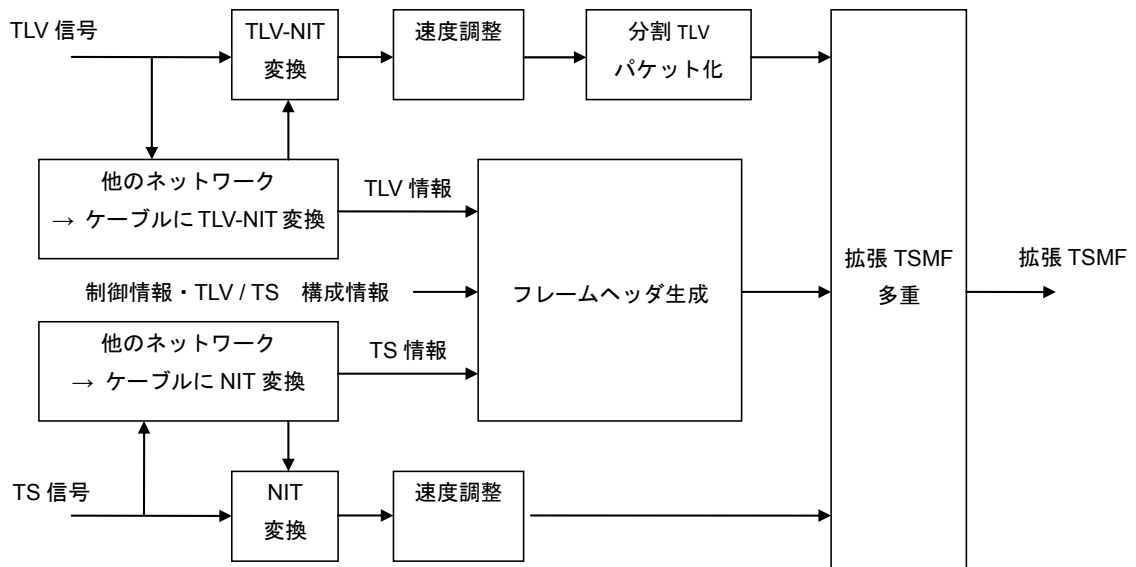 TLV 信号
TLV-NIT
変換
速度調整
分割 TLV
パケット化
他のネットワーク
→ ケーブルに TLV-NIT 変換
TLV 情報
制御情報・TLV / TS 構成情報
フレームヘッダ生成
拡張 TSMF
多重
拡張 TSMF
他のネットワーク
→ ケーブルに NIT 変換
TS 情報
TS 信号
NIT
変換
速度調整